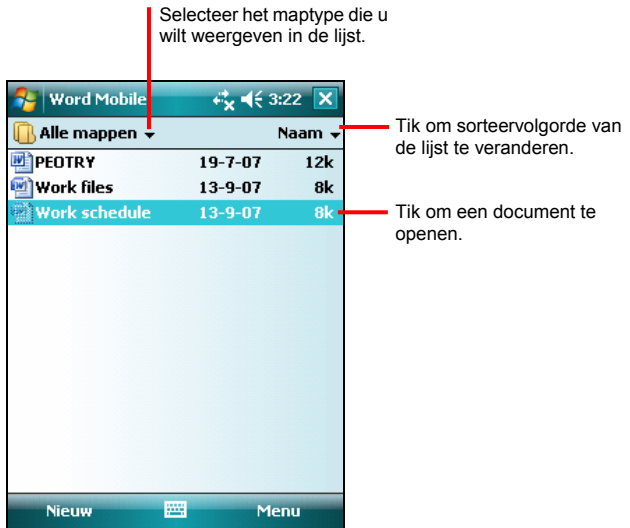 Selecteer het maptype die u
wilt weergeven in de lijst.
Word Mobile 3:22
Alle mappen Naam
PEOTRY 19-7-07 12k
Work files 13-9-07 8k
Work schedule 13-9-07 8k
Tik om sorteervolgorde van
de lijst te veranderen.
Tik om een document te
openen.
Nieuw Menu